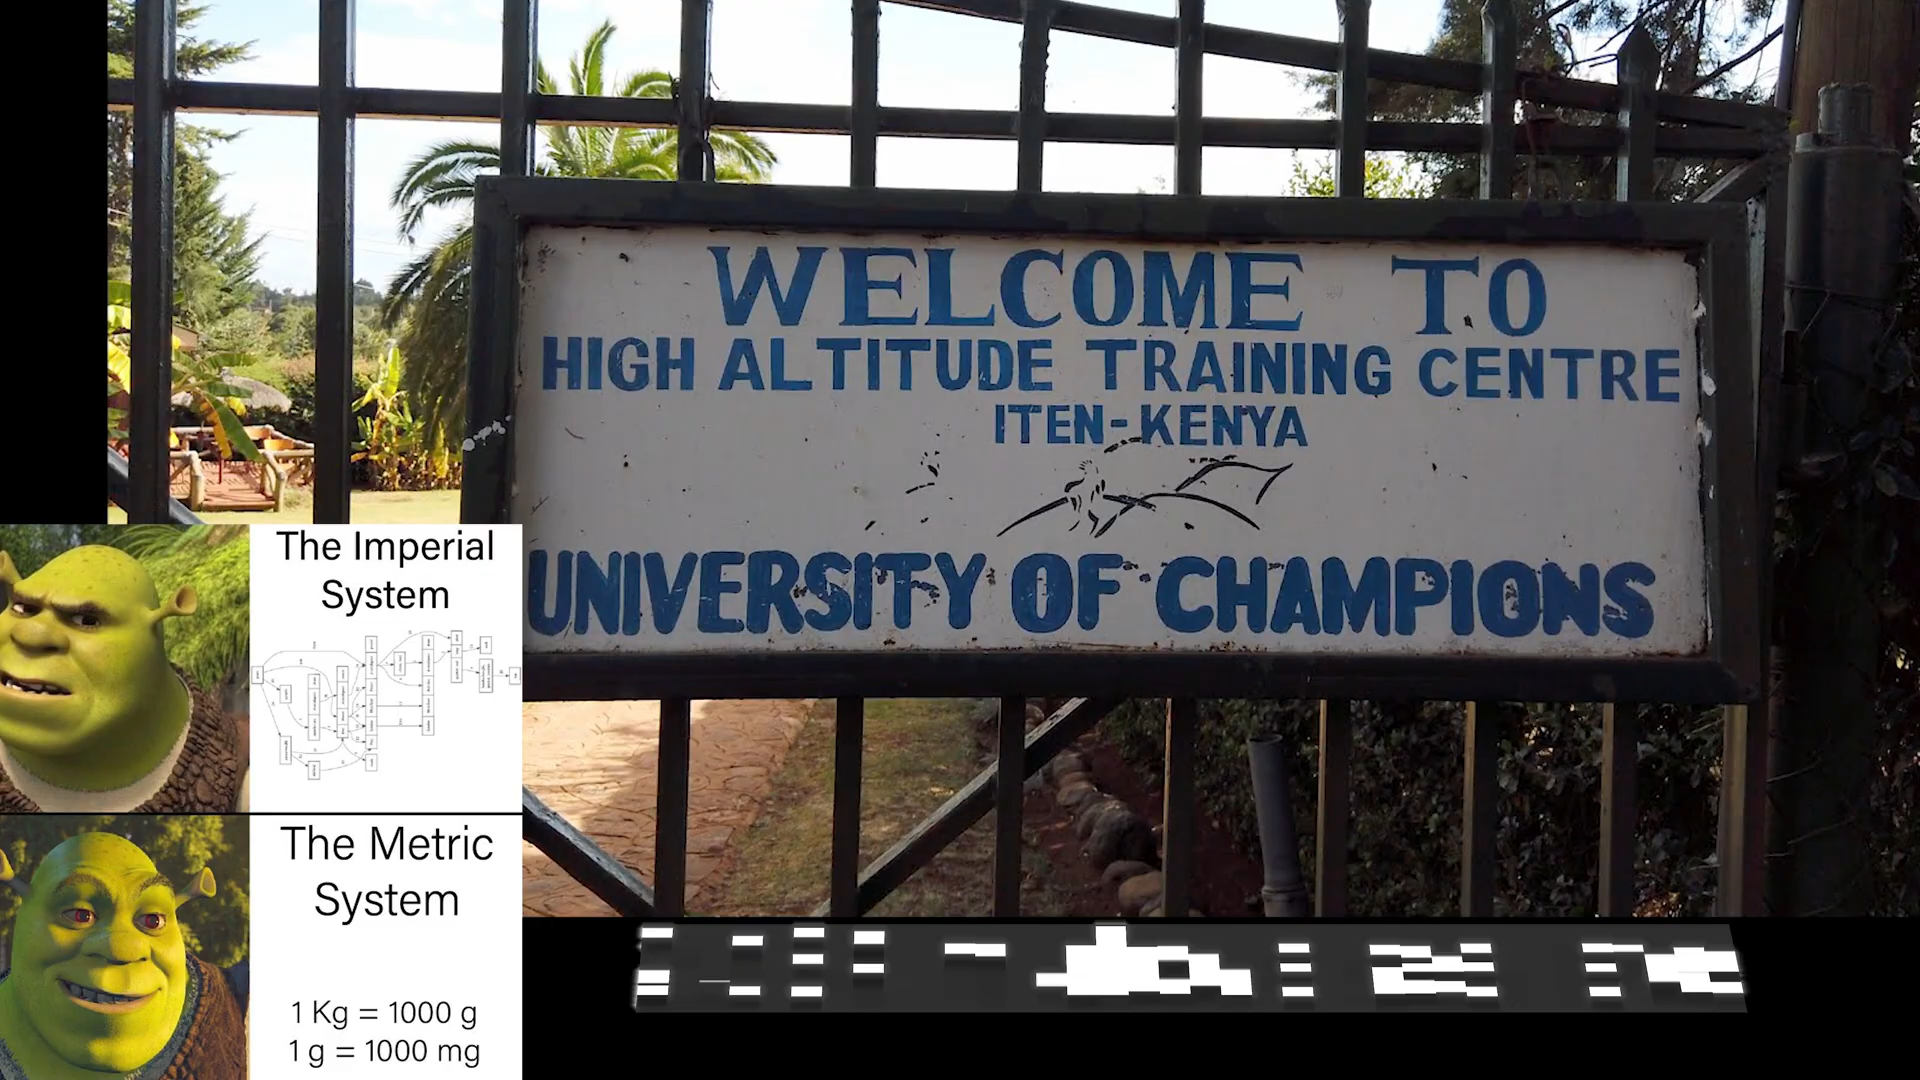 WELCOME TO
HIGH ALTITUDE TRAINING CENTRE
ITEN-KENYA
UNIVERSITY OF CHAMPIONS
The Imperial
System
The Metric
System
1 Kg = 1000 g
1 g = 1000 mg